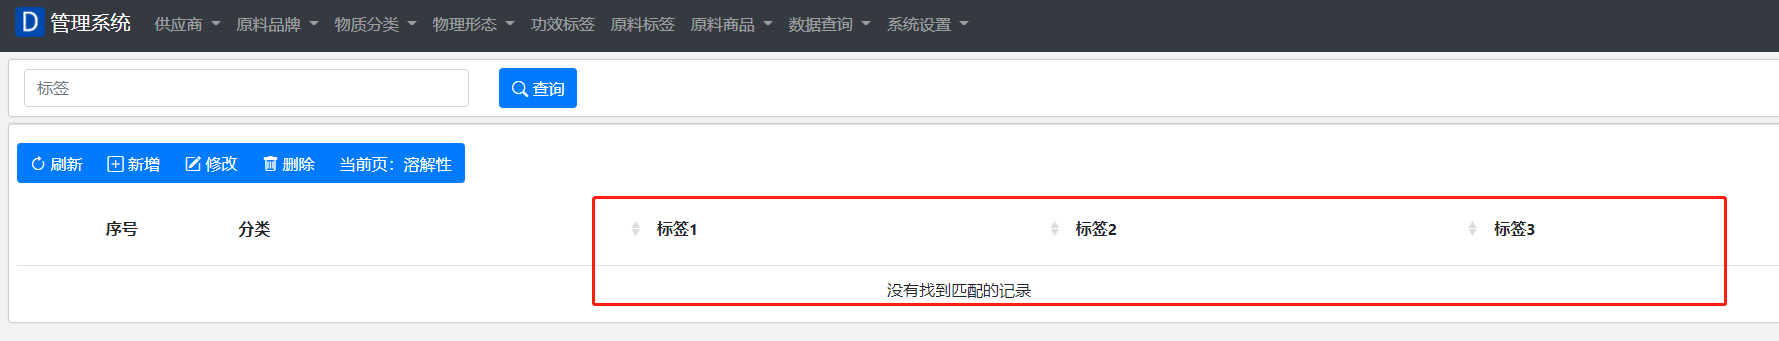 D 管理系统 供应商 原料品牌 物质分类 物理形态 功效标签 原料标签 原料商品 数据查询 系统设置
标签 查询
刷新 新增 修改 删除 当前页：溶解性
序号 分类 标签1 标签2 标签3
没有找到匹配的记录